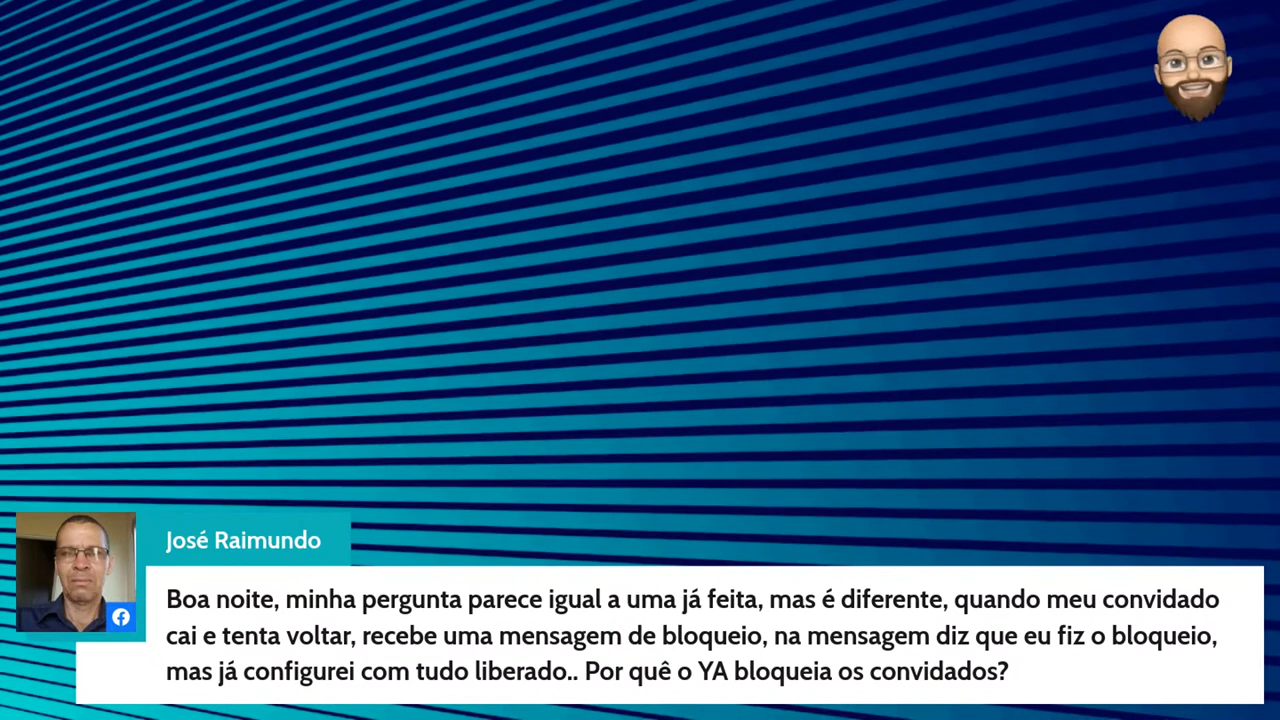 José Raimundo
Boa noite, minha pergunta parece igual a uma já feita, mas é diferente, quando meu convidado
cai e tenta voltar, recebe uma mensagem de bloqueio, na mensagem diz que eu fiz o bloqueio,
mas já configurei com tudo liberado.. Por quê o YA bloqueia os convidados?